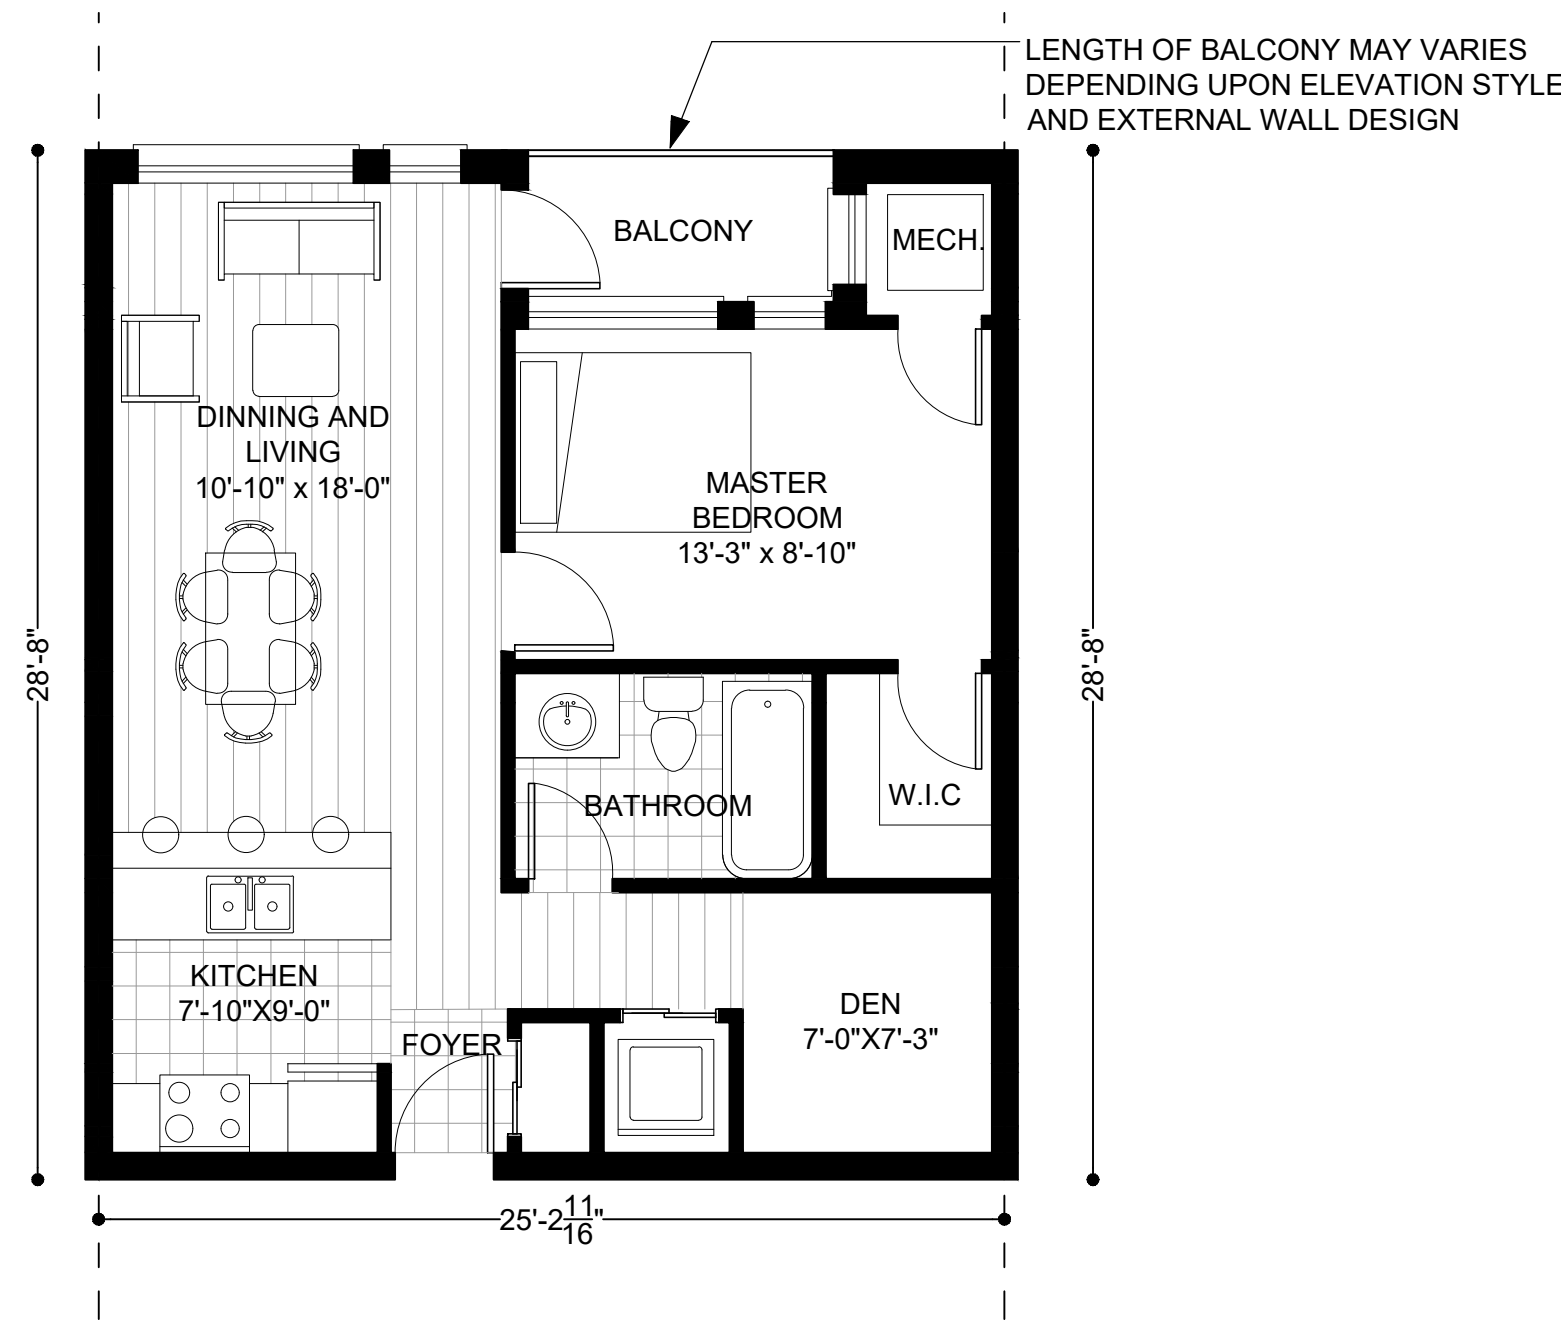 LENGTH OF BALCONY MAY VARIES
DEPENDING UPON ELEVATION STYLE
AND EXTERNAL WALL DESIGN
BALCONY
MECH.
DINNING AND
LIVING
10'-10" x 18'-0"
MASTER
BEDROOM
13'-3" x 8'-10"
28'-8"
28'-8"
W.I.C
BATHROOM
KITCHEN
7'-10"X9'-0"
DEN
7'-0"X7'-3"
FOYER
25'-2 11/16"